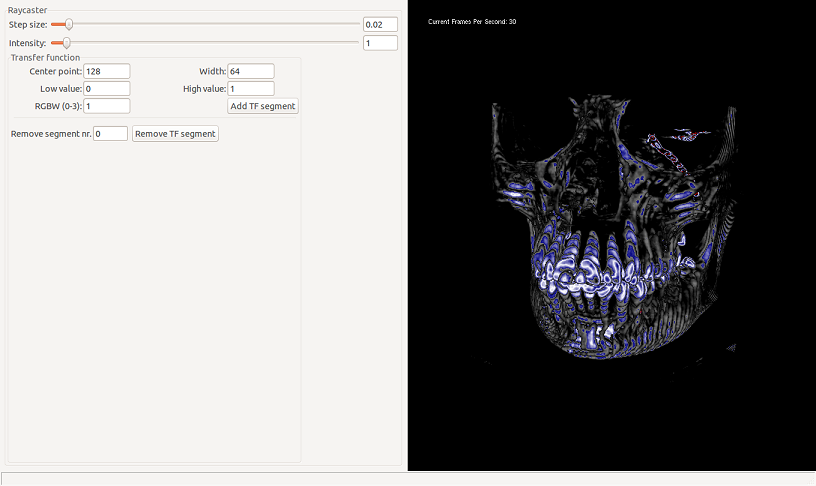 Raycaster
Step size: 0.02
Intensity: 1
Transfer function
Center point: 128 Width: 64
Low value: 0 High value: 1
RGBW (0-3): 1 Add TF segment
Remove segment nr. 0 Remove TF segment
Current Frames Per Second: 30